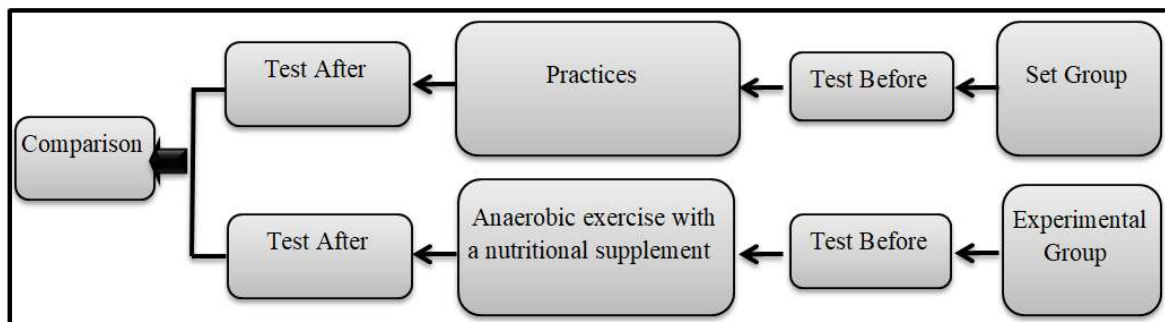 Test After
Practices
Test Before
Set Group
Comparison
Test After
Anaerobic exercise with
a nutritional supplement
Test Before
Experimental
Group